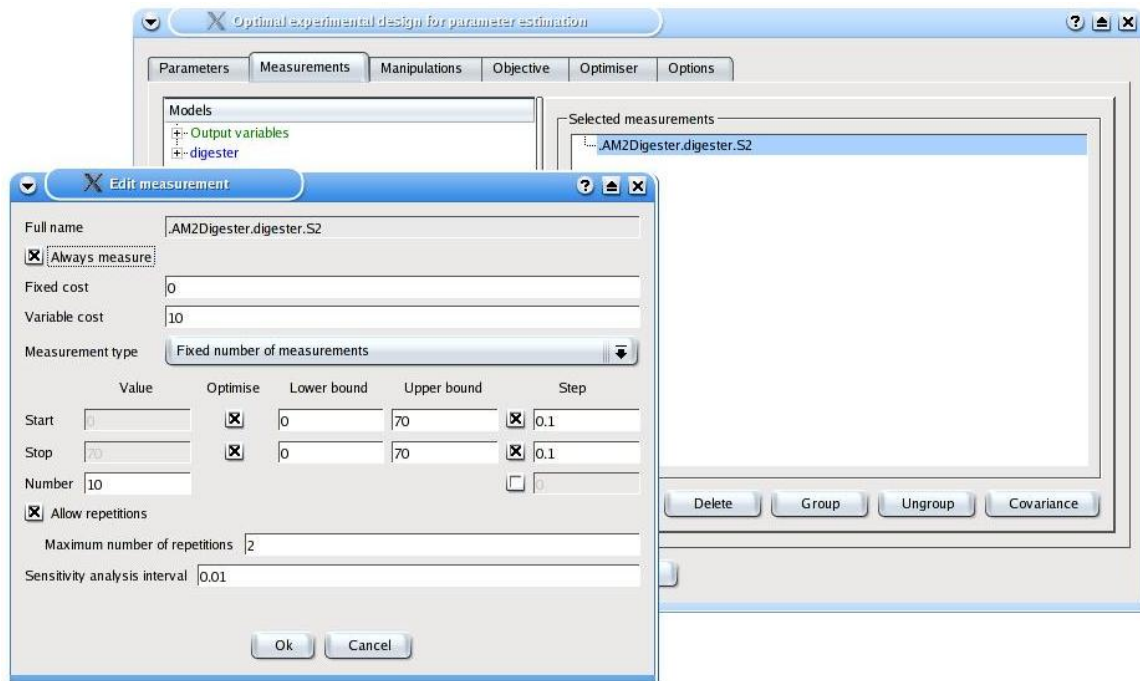 Optimal experimental design for parameter estimation
Parameters Measurements Manipulations Objective Optimiser Options
Models
Output variables
digester
Selected measurements
.AM2Digester.digester.S2
Delete Group Ungroup Covariance
Edit measurement
Full name .AM2Digester.digester.S2
Always measure
Fixed cost 0
Variable cost 10
Measurement type Fixed number of measurements
Value Optimise Lower bound Upper bound Step
Start 0 0 70 0.1
Stop 70 0 70 0.1
Number 10 0
Allow repetitions
Maximum number of repetitions 2
Sensitivity analysis interval 0.01
Ok Cancel